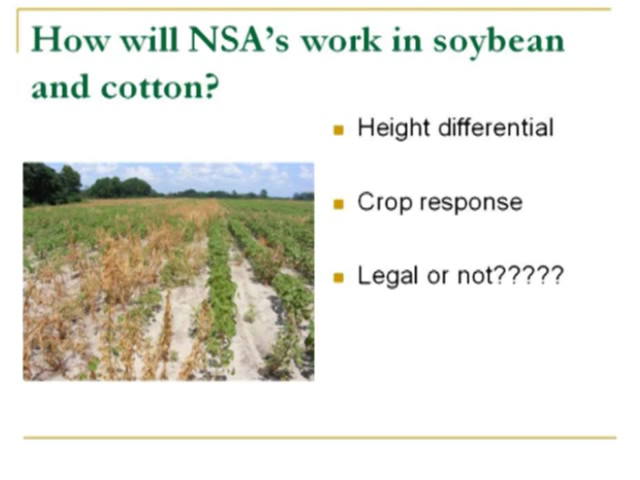 How will NSA's work in soybean
and cotton?
Height differential
Crop response
Legal or not?????